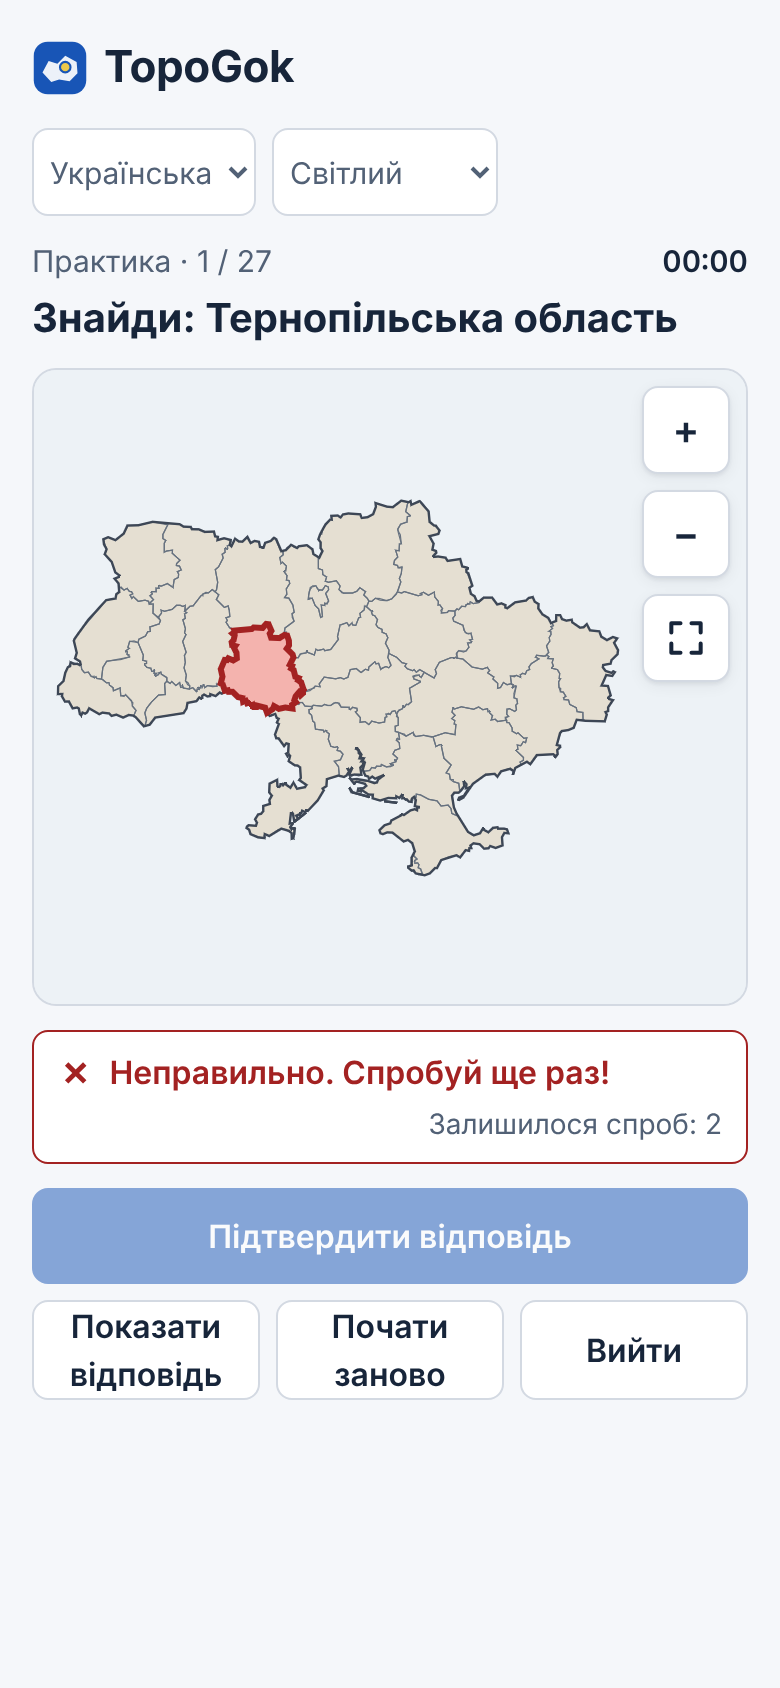 TopoGok
Українська
Світлий
Практика · 1 / 27
00:00
Знайди: Тернопільська область
+
−
✕ Неправильно. Спробуй ще раз!
Залишилося спроб: 2
Підтвердити відповідь
Показати
відповідь
Почати
заново
Вийти